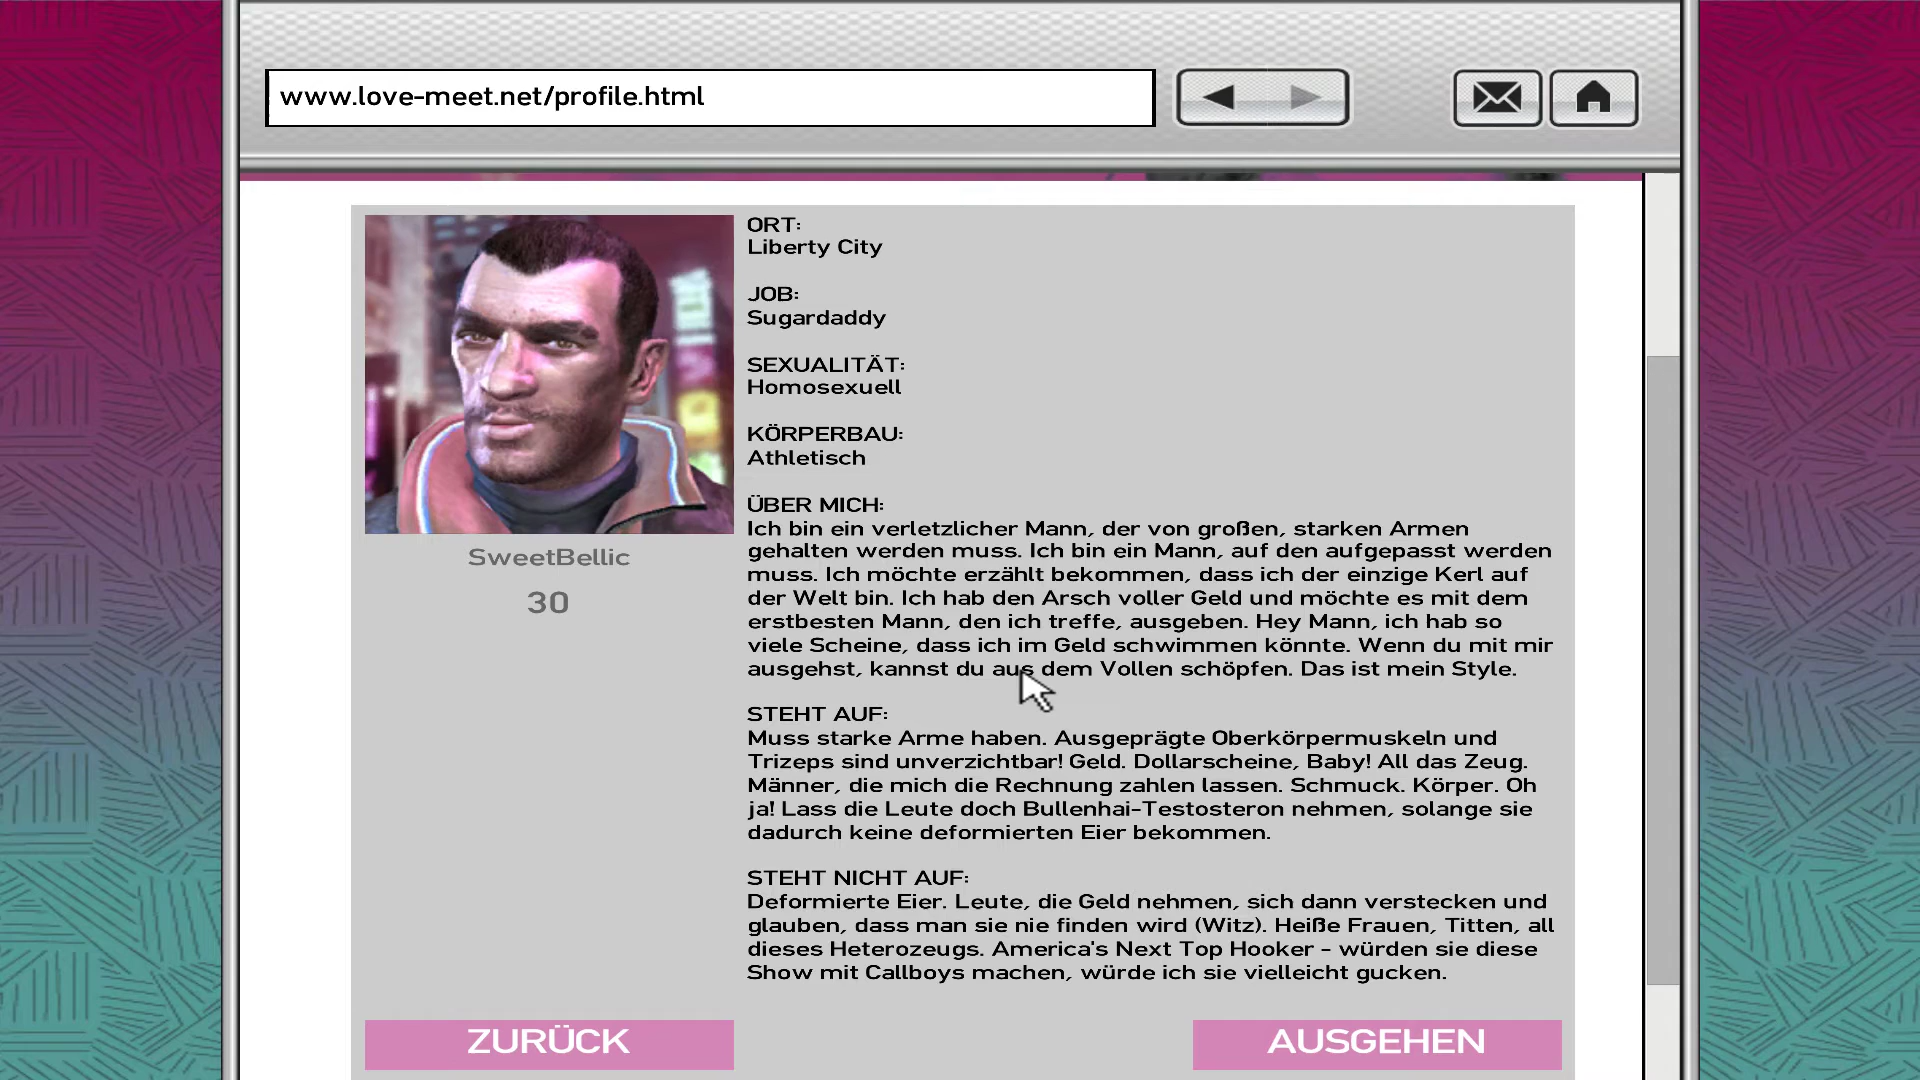 www.love-meet.net/profile.html
SweetBellic
30
ORT:
Liberty City
JOB:
Sugardaddy
SEXUALITÄT:
Homosexuell
KÖRPERBAU:
Athletisch
ÜBER MICH:
Ich bin ein verletzlicher Mann, der von großen, starken Armen
gehalten werden muss. Ich bin ein Mann, auf den aufgepasst werden
muss. Ich möchte erzählt bekommen, dass ich der einzige Kerl auf
der Welt bin. Ich hab den Arsch voller Geld und möchte es mit dem
erstbesten Mann, den ich treffe, ausgeben. Hey Mann, ich hab so
viele Scheine, dass ich im Geld schwimmen könnte. Wenn du mit mir
ausgehst, kannst du aus dem Vollen schöpfen. Das ist mein Style.
STEHT AUF:
Muss starke Arme haben. Ausgeprägte Oberkörpermuskeln und
Trizeps sind unverzichtbar! Geld. Dollarscheine, Baby! All das Zeug.
Männer, die mich die Rechnung zahlen lassen. Schmuck. Körper. Oh
ja! Lass die Leute doch Bullenhai-Testosteron nehmen, solange sie
dadurch keine deformierten Eier bekommen.
STEHT NICHT AUF:
Deformierte Eier. Leute, die Geld nehmen, sich dann verstecken und
glauben, dass man sie nie finden wird (Witz). Heiße Frauen, Titten, all
dieses Heterozeugs. America's Next Top Hooker - würden sie diese
Show mit Callboys machen, würde ich sie vielleicht gucken.
ZURÜCK
AUSGEHEN